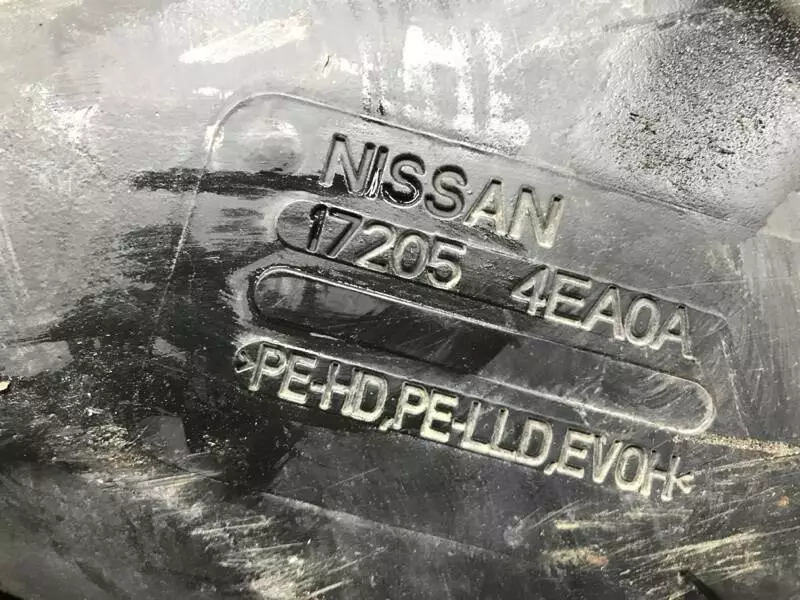 NISSAN
17205 4EA0A
>PE-HD,PE-LLD,EVOH<